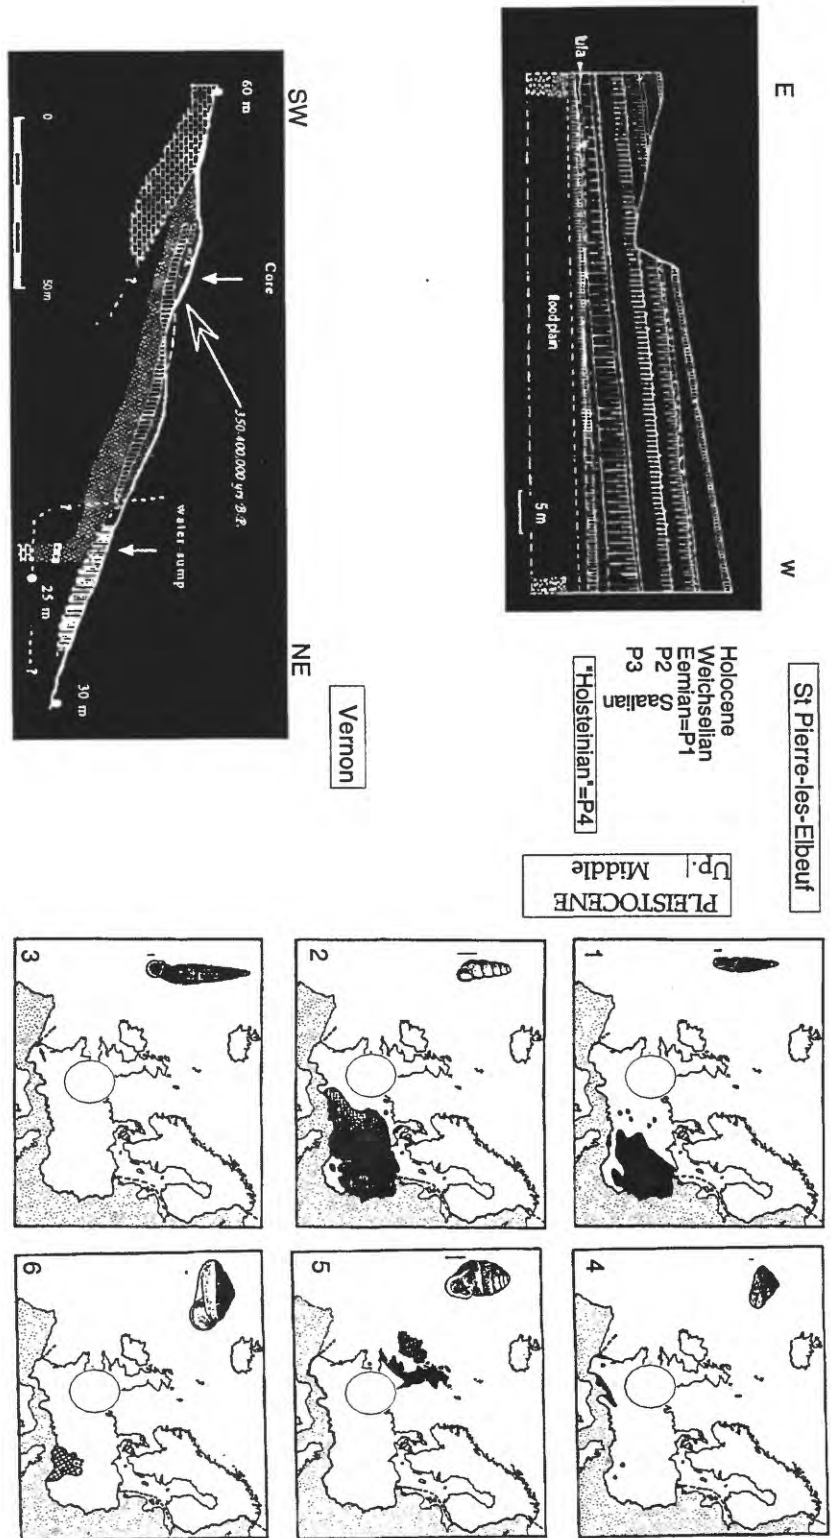 St Pierre-les-Elbeuf
E
W
tufa
flood plain
5 m
Holocene
Weichselian
Eemian=P1
P2 Saalian
P3
"Holsteinian"=P4
PLEISTOCENE
Up.
Middle
Vernon
SW
NE
60 m
Core
350-400,000 yrs B.P.
water sump
?
?
?
25 m
30 m
0
50 m
1
2
3
4
5
6